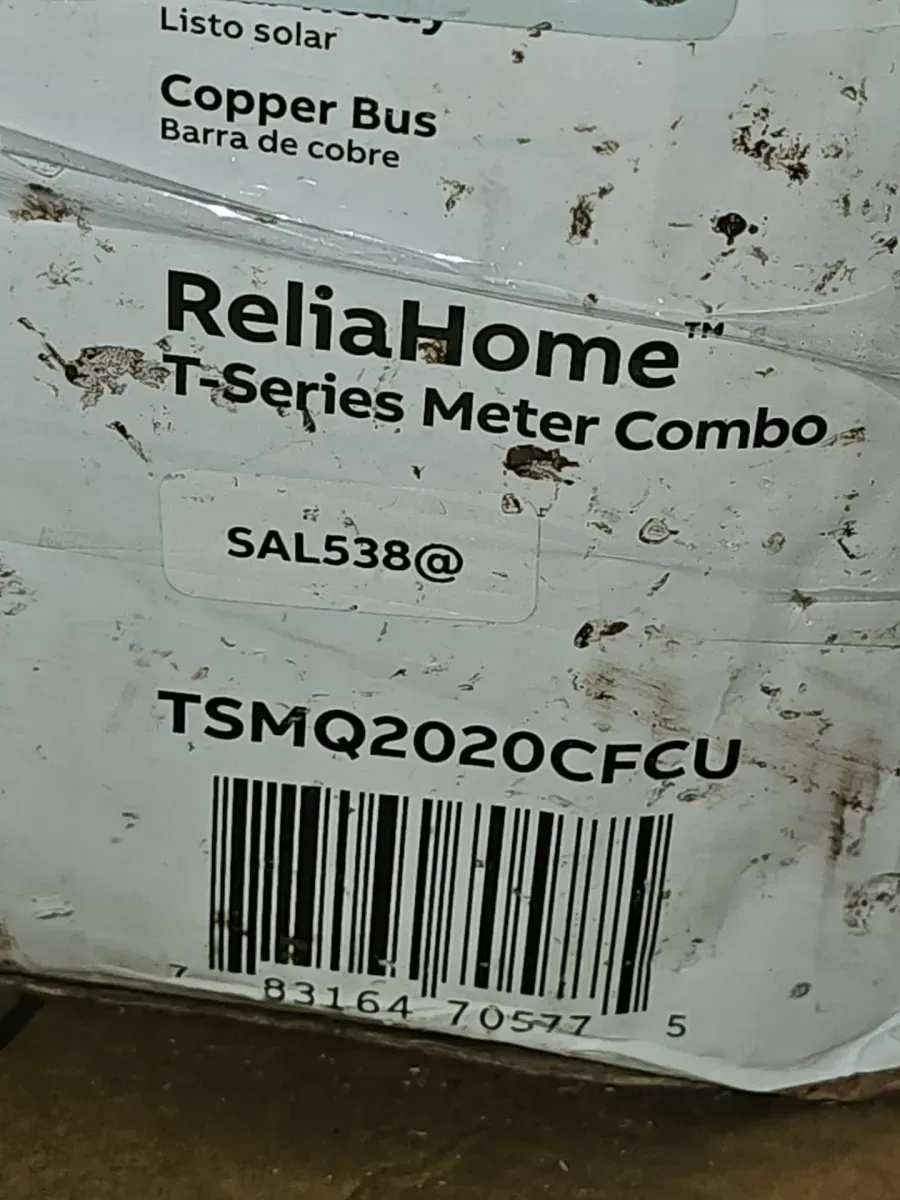 Listo solar
Copper Bus
Barra de cobre
ReliaHome™
T-Series Meter Combo
SAL538@
TSMQ2020CFCU
7 83164 70577 5